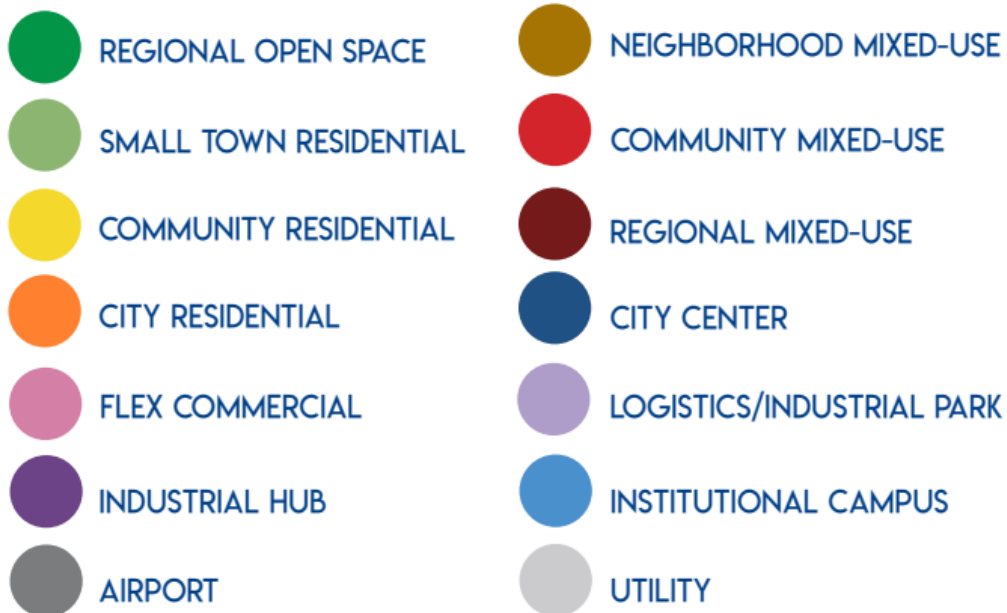 REGIONAL OPEN SPACE
SMALL TOWN RESIDENTIAL
COMMUNITY RESIDENTIAL
CITY RESIDENTIAL
FLEX COMMERCIAL
INDUSTRIAL HUB
AIRPORT
NEIGHBORHOOD MIXED-USE
COMMUNITY MIXED-USE
REGIONAL MIXED-USE
CITY CENTER
LOGISTICS/INDUSTRIAL PARK
INSTITUTIONAL CAMPUS
UTILITY